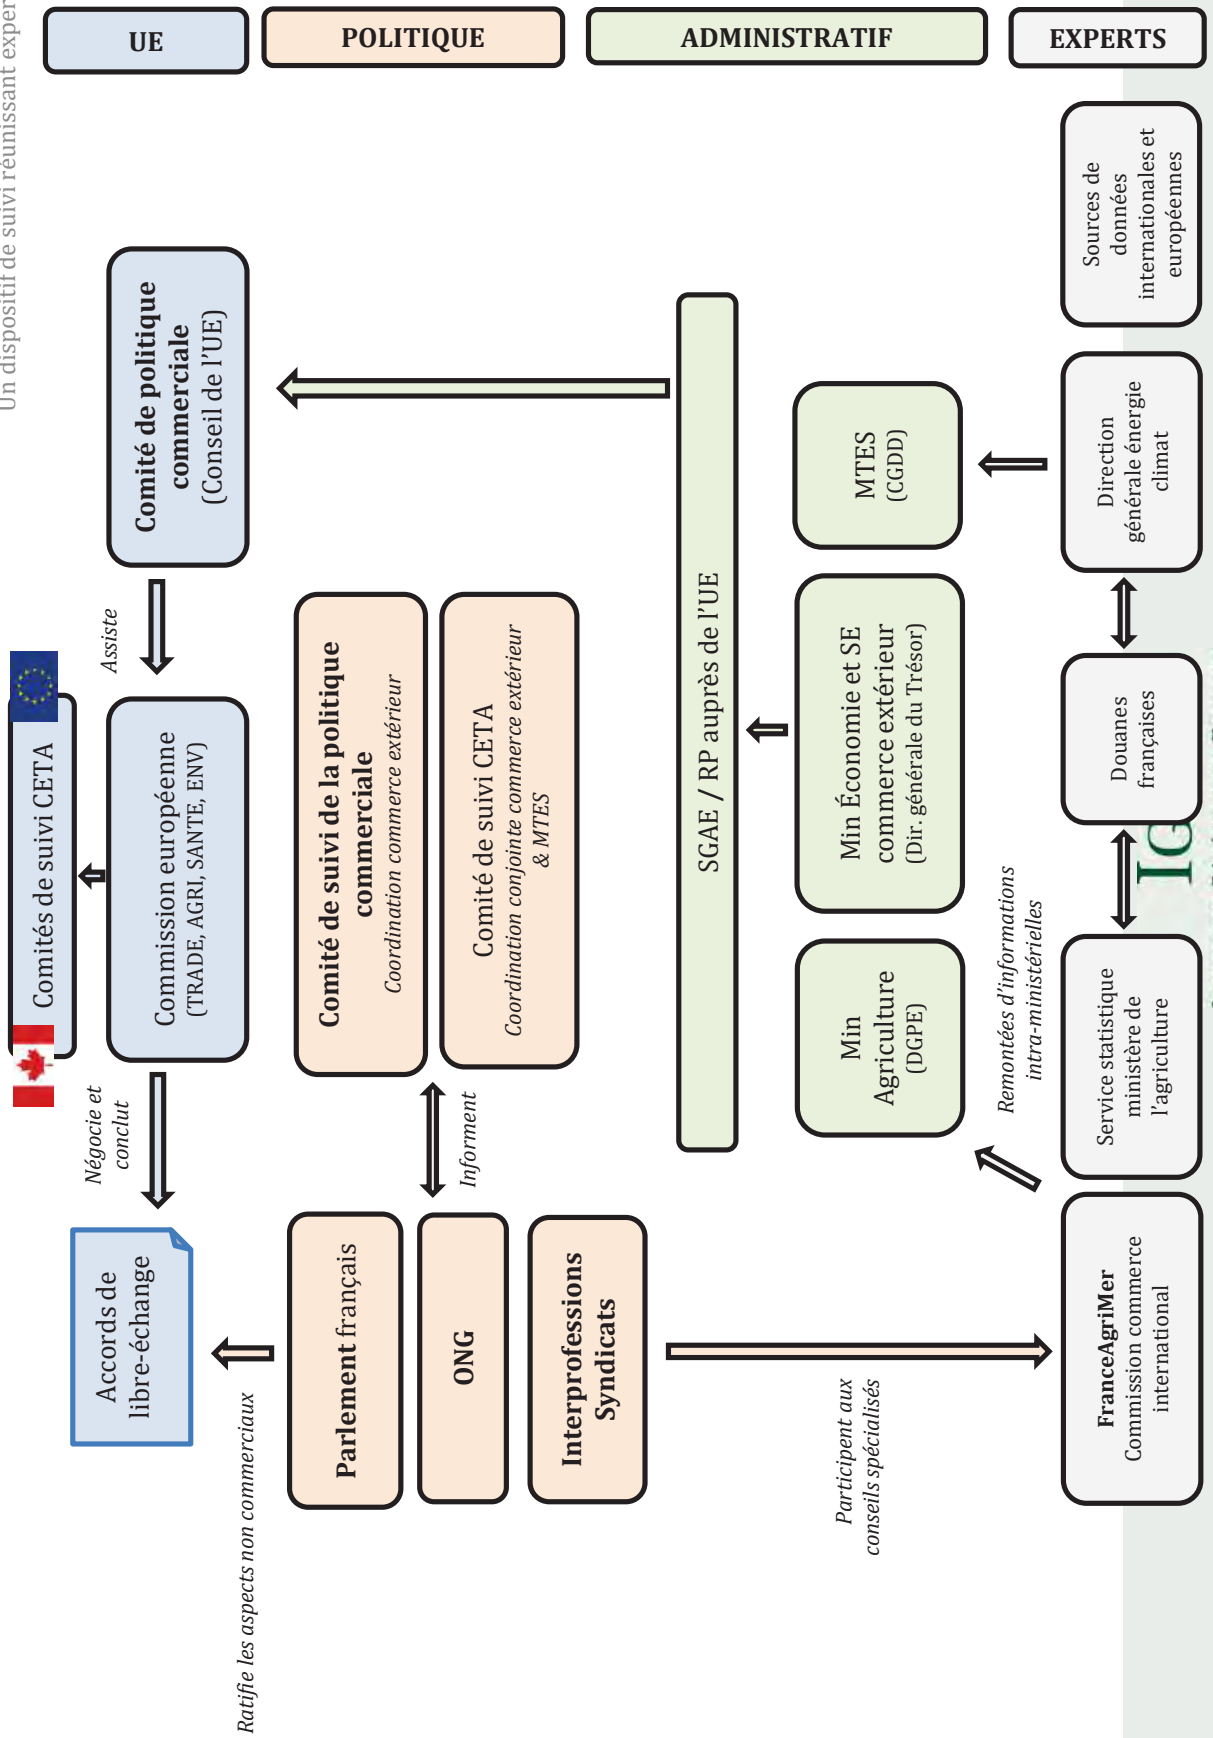 Un dispositif de suivi réunissant exper
UE
POLITIQUE
ADMINISTRATIF
EXPERTS
Comités de suivi CETA
Accords de
libre-échange
Négocie et
conclut
Commission européenne
(TRADE, AGRI, SANTE, ENV)
Assiste
Comité de politique
commerciale
(Conseil de l'UE)
Ratifie les aspects non commerciaux
Parlement français
ONG
Interprofessions
Syndicats
Informent
Comité de suivi de la politique
commerciale
Coordination commerce extérieur
Comité de suivi CETA
Coordination conjointe commerce extérieur
& MTES
SGAE / RP auprès de l'UE
Participent aux
conseils spécialisés
Min
Agriculture
(DGPE)
Min Économie et SE
commerce extérieur
(Dir. générale du Trésor)
MTES
(CGDD)
Remontées d'informations
intra-ministérielles
FranceAgriMer
Commission commerce
international
Service statistique
ministère de
l'agriculture
Douanes
françaises
Direction
générale énergie
climat
Sources de
données
internationales et
européennes
IG